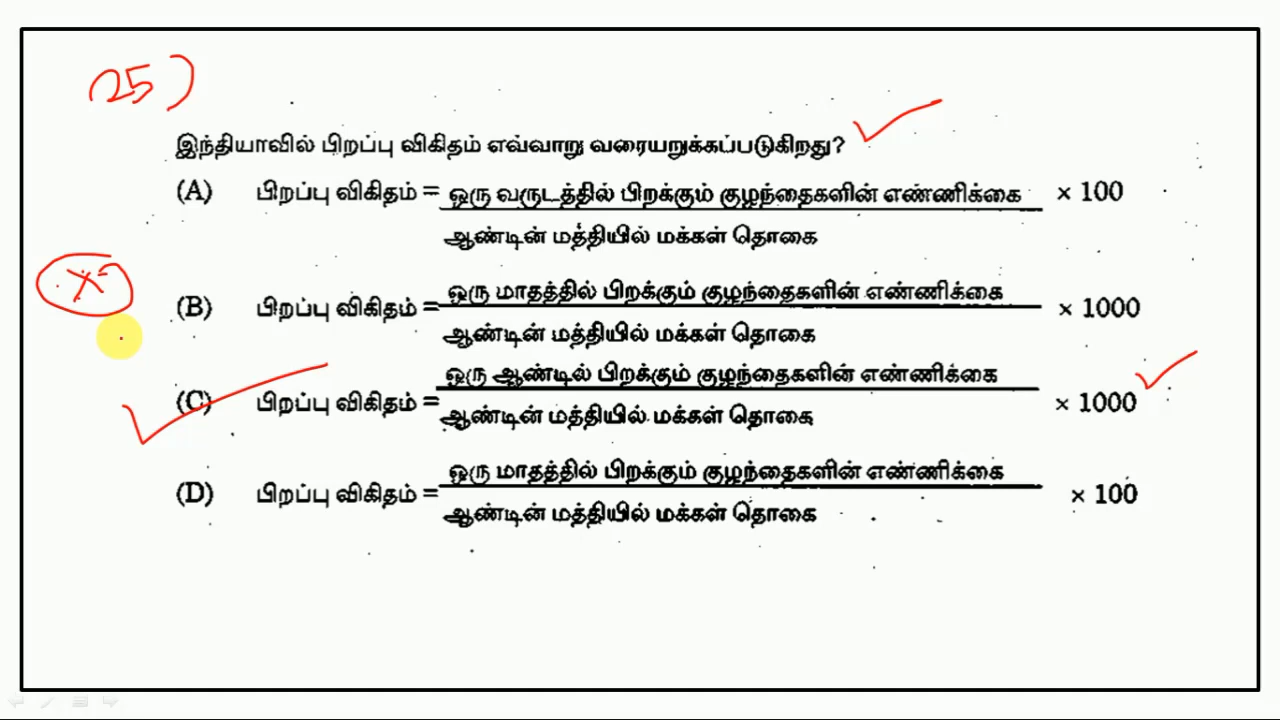 25)
இந்தியாவில் பிறப்பு விகிதம் எவ்வாறு வரையறுக்கப்படுகிறது?
(A) பிறப்பு விகிதம் = ஒரு வருடத்தில் பிறக்கும் குழந்தைகளின் எண்ணிக்கை × 100
ஆண்டின் மத்தியில் மக்கள் தொகை
(B) பிறப்பு விகிதம் = ஒரு மாதத்தில் பிறக்கும் குழந்தைகளின் எண்ணிக்கை × 1000
ஆண்டின் மத்தியில் மக்கள் தொகை
(C) பிறப்பு விகிதம் = ஒரு ஆண்டில் பிறக்கும் குழந்தைகளின் எண்ணிக்கை × 1000
ஆண்டின் மத்தியில் மக்கள் தொகை
(D) பிறப்பு விகிதம் = ஒரு மாதத்தில் பிறக்கும் குழந்தைகளின் எண்ணிக்கை × 100
ஆண்டின் மத்தியில் மக்கள் தொகை